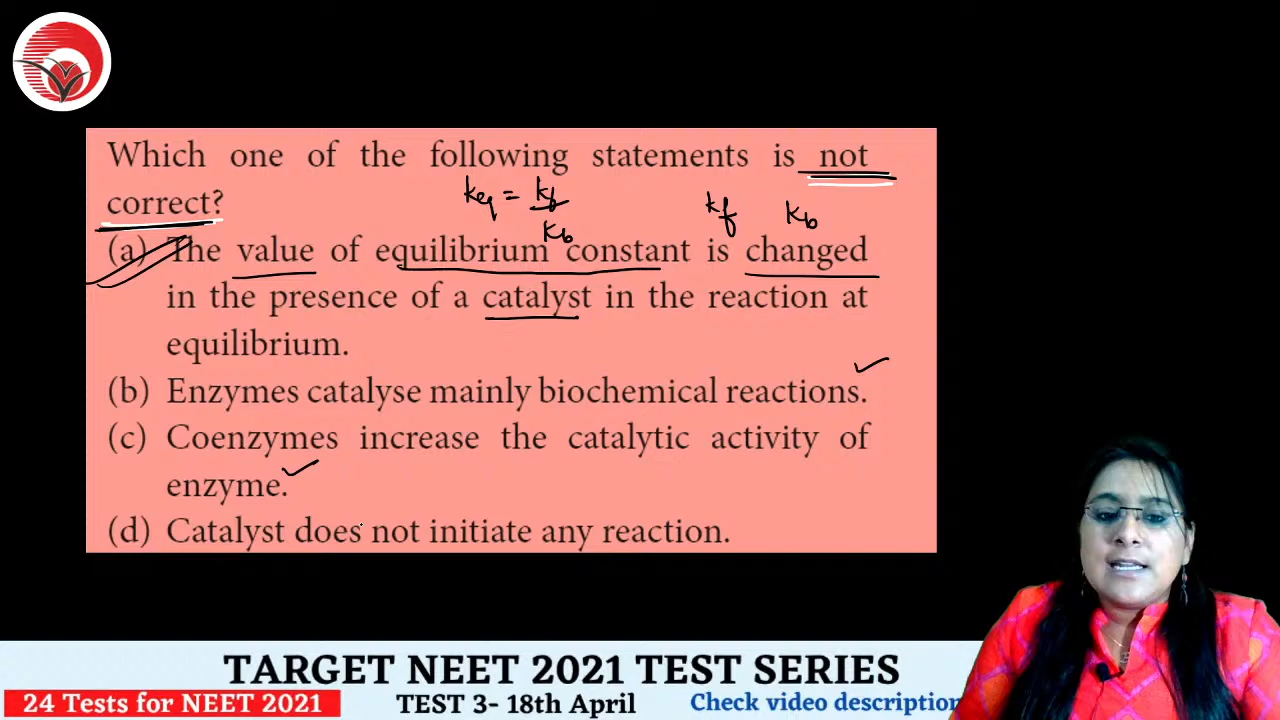 Which one of the following statements is not
correct?
keq = kf/kb
kf kb
(a) The value of equilibrium constant is changed
in the presence of a catalyst in the reaction at
equilibrium.
(b) Enzymes catalyse mainly biochemical reactions.
(c) Coenzymes increase the catalytic activity of
enzyme.
(d) Catalyst does not initiate any reaction.
TARGET NEET 2021 TEST SERIES
24 Tests for NEET 2021
TEST 3- 18th April
Check video description